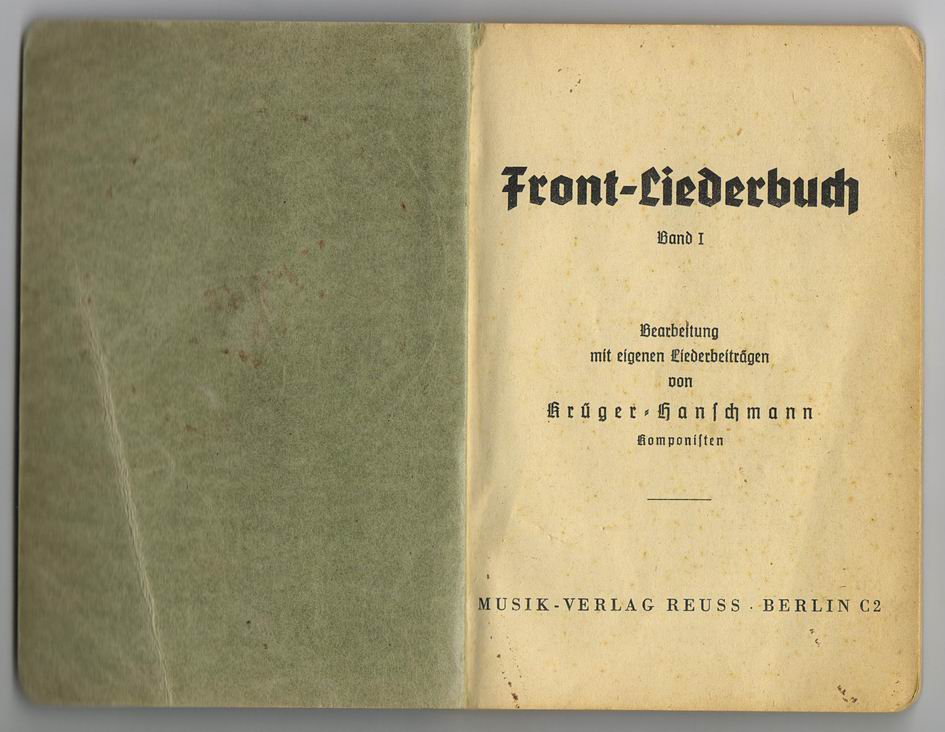 Front-Liederbuch
Band I
Bearbeitung
mit eigenen Liederbeiträgen
von
Krüger-Hanſchmann
Komponiſten
MUSIK-VERLAG REUSS · BERLIN C2